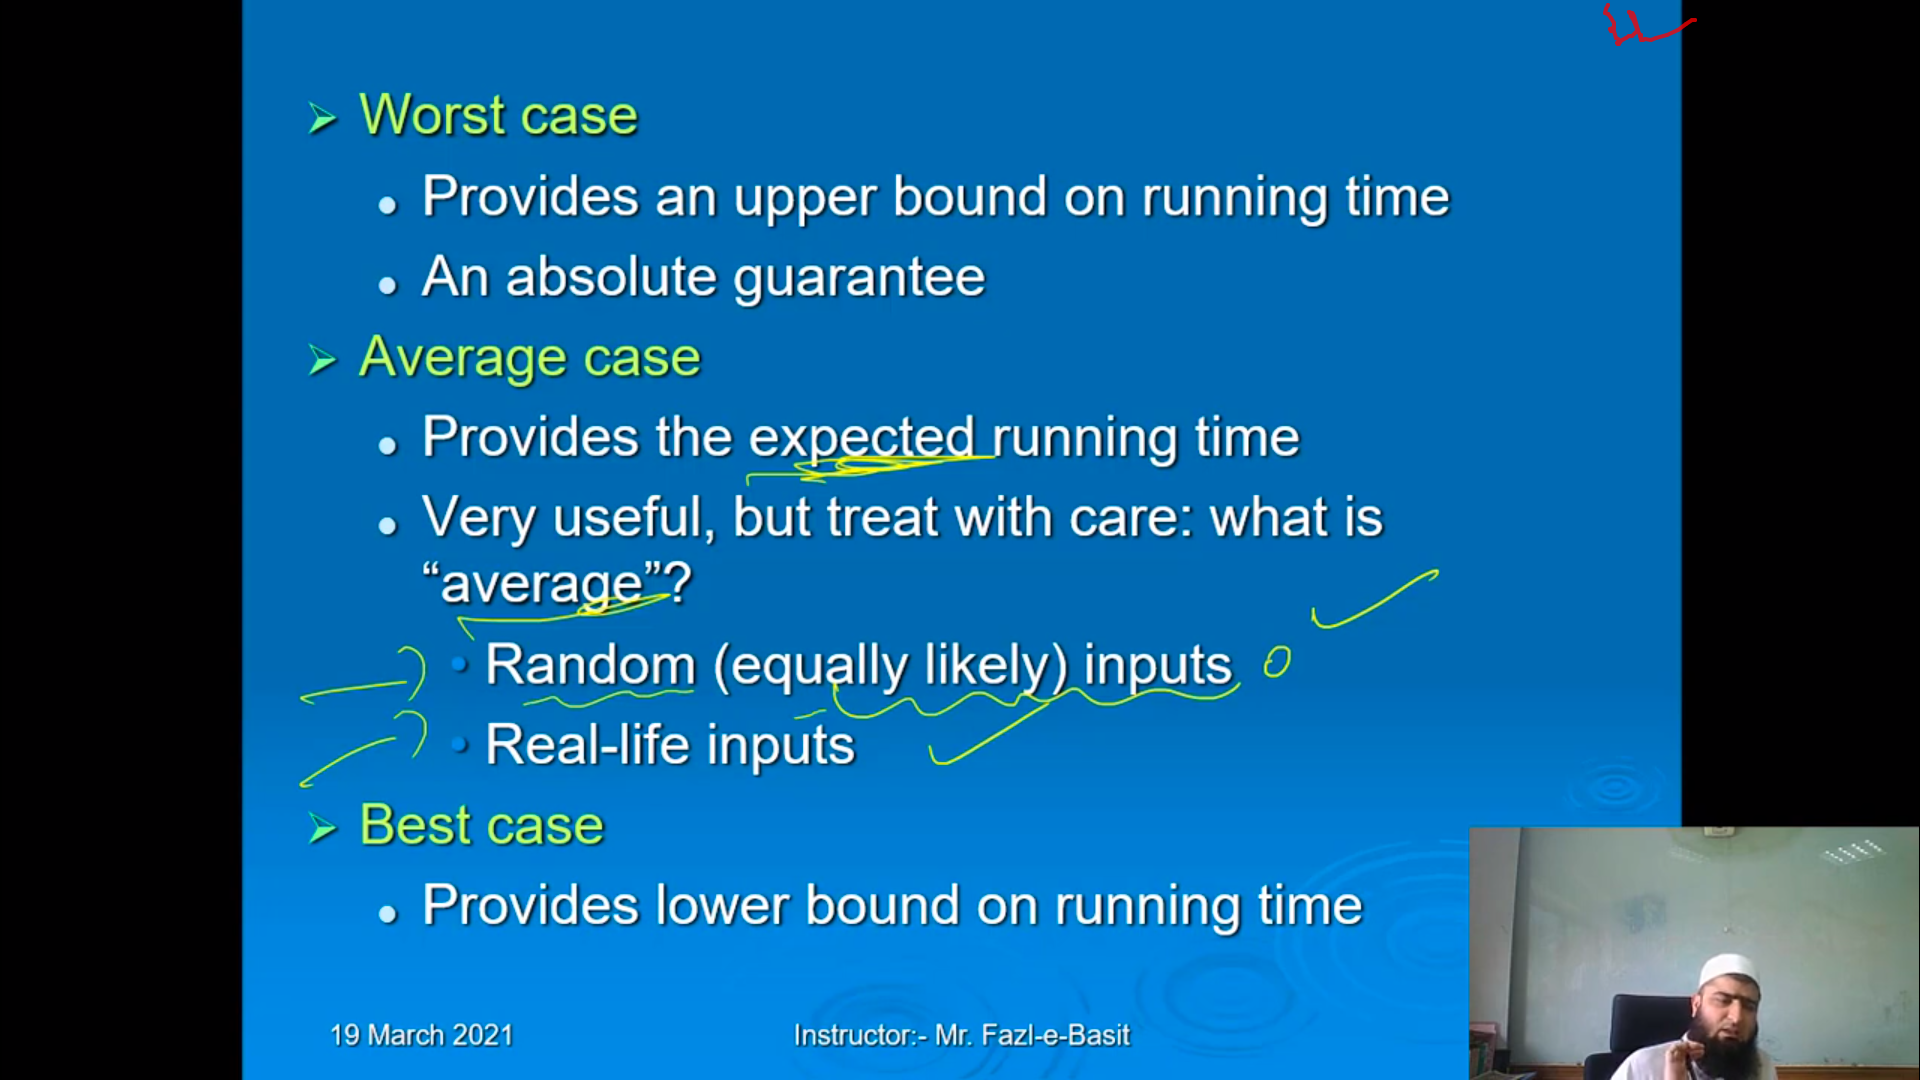 Worst case
Provides an upper bound on running time
An absolute guarantee
Average case
Provides the expected running time
Very useful, but treat with care: what is
“average”?
Random (equally likely) inputs
Real-life inputs
Best case
Provides lower bound on running time
19 March 2021
Instructor:- Mr. Fazl-e-Basit